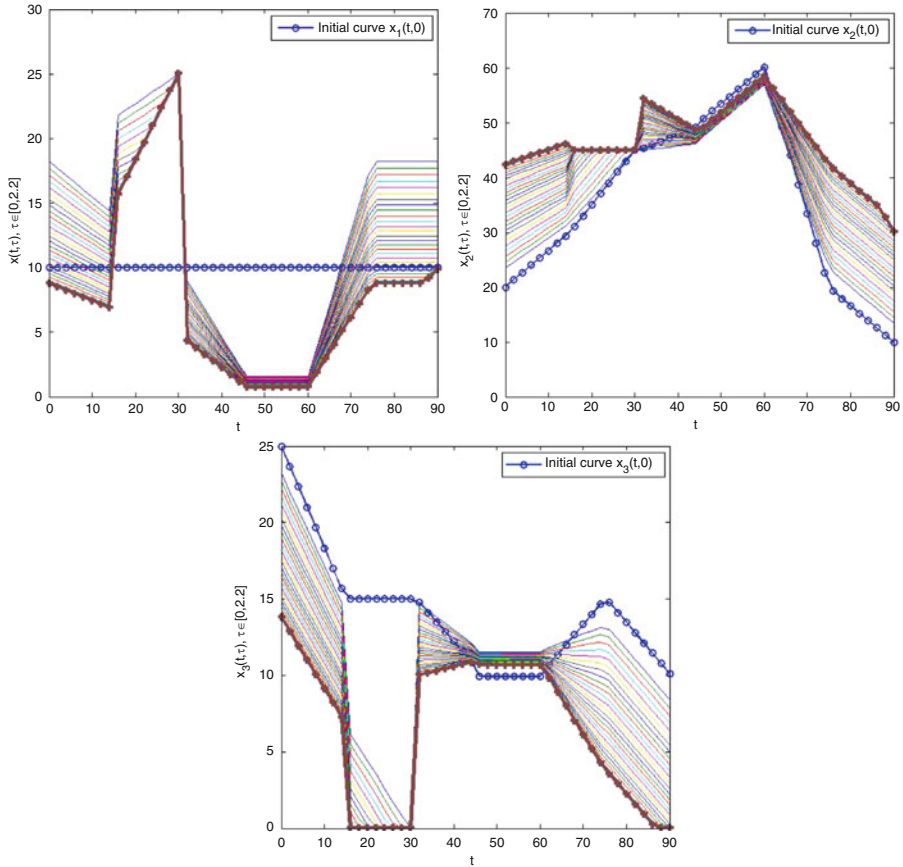 30
25
20
15
10
5
0
0 10 20 30 40 50 60 70 80 90
t
x(t,τ), τ∈[0,2.2]
Initial curve x₁(t,0)
70
60
50
40
30
20
10
0
0 10 20 30 40 50 60 70 80 90
t
x₂(t,τ), τ∈[0,2.2]
Initial curve x₂(t,0)
25
20
15
10
5
0
0 10 20 30 40 50 60 70 80 90
t
x₃(t,τ), τ∈[0,2.2]
Initial curve x₃(t,0)